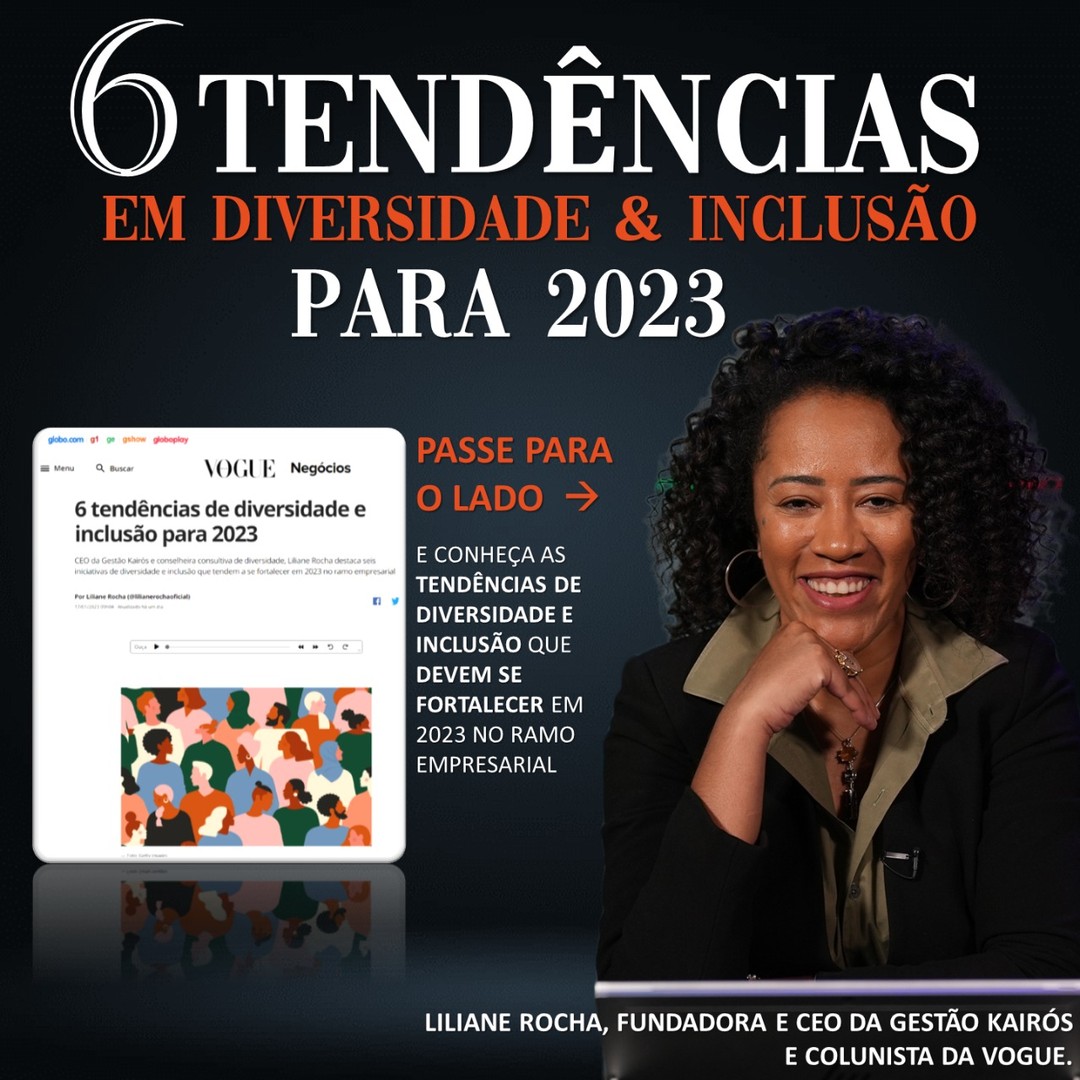 6 TENDÊNCIAS
EM DIVERSIDADE & INCLUSÃO
PARA 2023
globo.com g1 ge gshow globoplay
Menu Buscar VOGUE Negócios
6 tendências de diversidade e
inclusão para 2023
CEO da Gestão Kairós e conselheira consultiva de diversidade, Liliane Rocha destaca seis
iniciativas de diversidade e inclusão que tendem a se fortalecer em 2023 no ramo empresarial
Por Liliane Rocha (@lilianerochaoficial)
PASSE PARA
O LADO →
E CONHEÇA AS
TENDÊNCIAS DE
DIVERSIDADE E
INCLUSÃO QUE
DEVEM SE
FORTALECER EM
2023 NO RAMO
EMPRESARIAL
LILIANE ROCHA, FUNDADORA E CEO DA GESTÃO KAIRÓS
E COLUNISTA DA VOGUE.